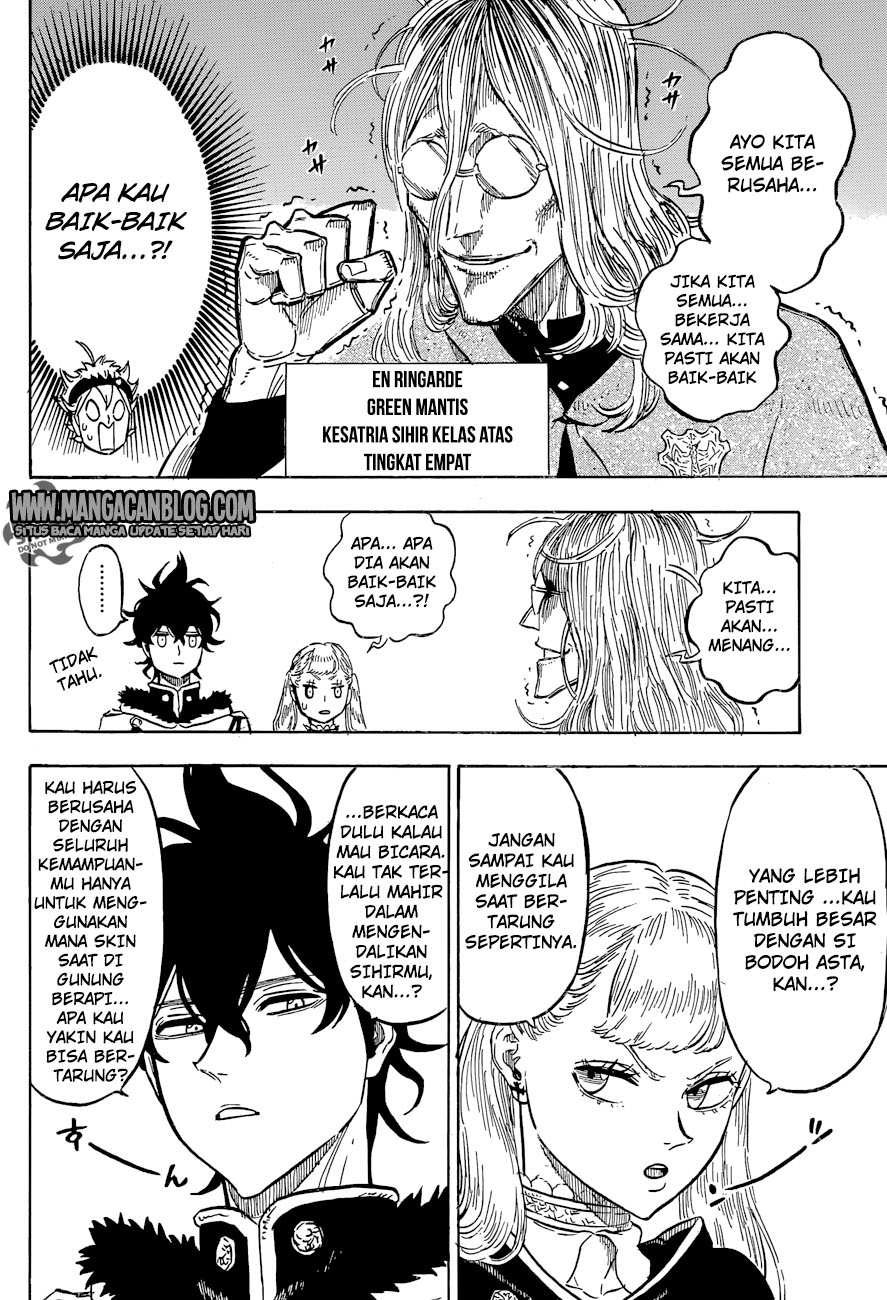 AYO KITA
SEMUA BE-
RUSAHA...
JIKA KITA
SEMUA...
BEKERJA
SAMA... KITA
PASTI AKAN
BAIK-BAIK
APA KAU
BAIK-BAIK
SAJA...?!
EN RINGARDE
GREEN MANTIS
KESATRIA SIHIR KELAS ATAS
TINGKAT EMPAT
WWW.MANGACANBLOG.COM
SITUS BACA MANGA UPDATE SETIAP HARI
KITA...
PASTI
AKAN...
MENANG...
APA... APA
DIA AKAN
BAIK-BAIK
SAJA...?!
TIDAK
TAHU.
YANG LEBIH
PENTING ...KAU
TUMBUH BESAR
DENGAN SI
BODOH ASTA,
KAN...?
JANGAN
SAMPAI KAU
MENGGILA
SAAT BER-
TARUNG
SEPERTINYA.
...BERKACA
DULU KALAU
MAU BICARA.
KAU TAK TER-
LALU MAHIR
DALAM
MENGEN-
DALIKAN
SIHIRMU,
KAN...?
KAU HARUS
BERUSAHA
DENGAN
SELURUH
KEMAMPUAN-
MU HANYA
UNTUK MENG-
GUNAKAN
MANA SKIN
SAAT DI
GUNUNG
BERAPI...
APA KAU
YAKIN KAU
BISA BER-
TARUNG?
すん